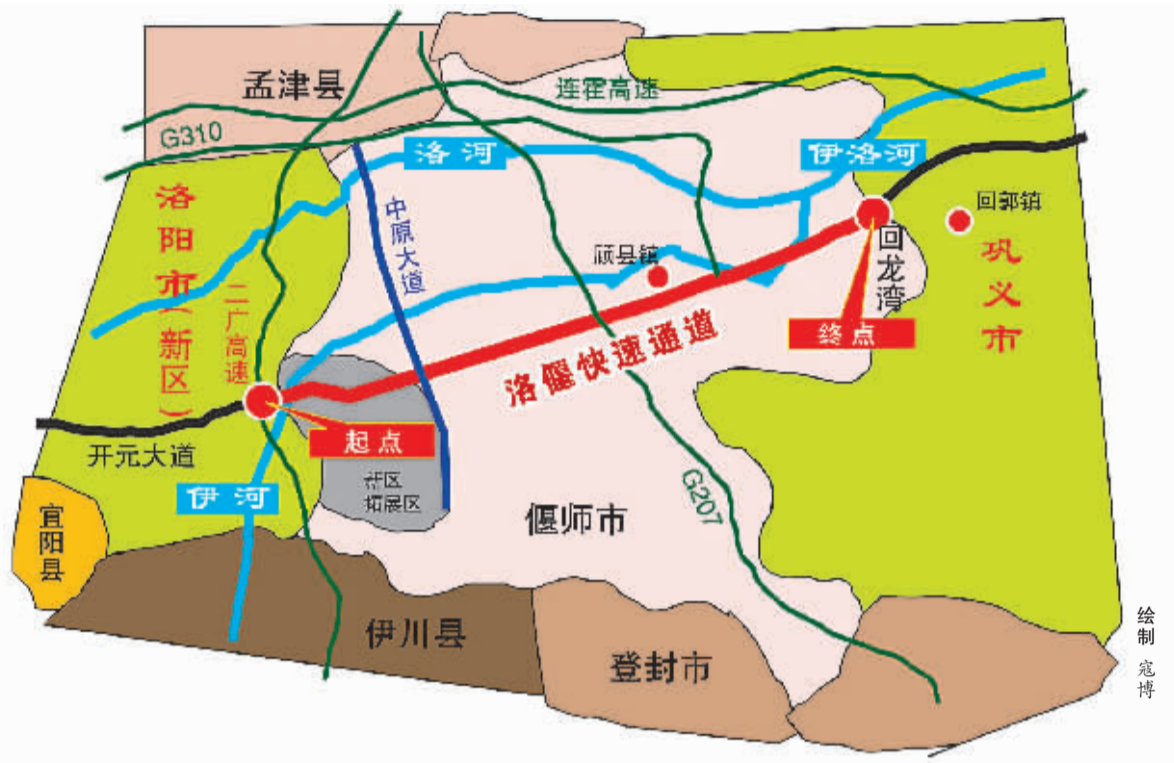 孟津县
连霍高速
G310
洛河
伊洛河
洛阳市(新区)
中原大道
回郭镇
顾县镇
回龙湾
巩义市
二广高速
终点
洛偃快速通道
起点
开元大道
新区
拓展区
伊河
G207
偃师市
宜阳县
伊川县
登封市
绘制 寇博